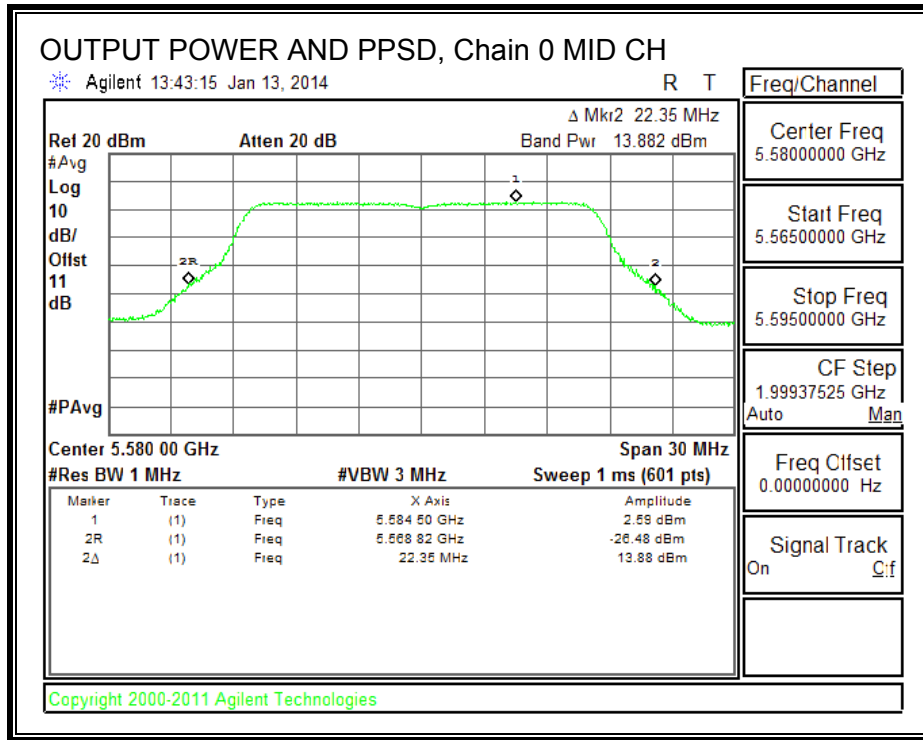 OUTPUT POWER AND PPSD, Chain 0 MID CH
Agilent 13:43:15 Jan 13, 2014 R T
Freq/Channel
Δ Mkr2 22.35 MHz
Ref 20 dBm Atten 20 dB Band Pwr 13.882 dBm
#Avg
Log
10
dB/
Offst
11
dB
#PAvg
1
2R
2
Center 5.580 00 GHz Span 30 MHz
#Res BW 1 MHz #VBW 3 MHz Sweep 1 ms (601 pts)
Marker Trace Type X Axis Amplitude
1 (1) Freq 5.584 50 GHz 2.59 dBm
2R (1) Freq 5.568 82 GHz -26.48 dBm
2Δ (1) Freq 22.35 MHz 13.88 dBm
Center Freq
5.58000000 GHz
Start Freq
5.56500000 GHz
Stop Freq
5.59500000 GHz
CF Step
1.99937525 GHz
Auto Man
Freq Offset
0.00000000 Hz
Signal Track
On Off
Copyright 2000-2011 Agilent Technologies